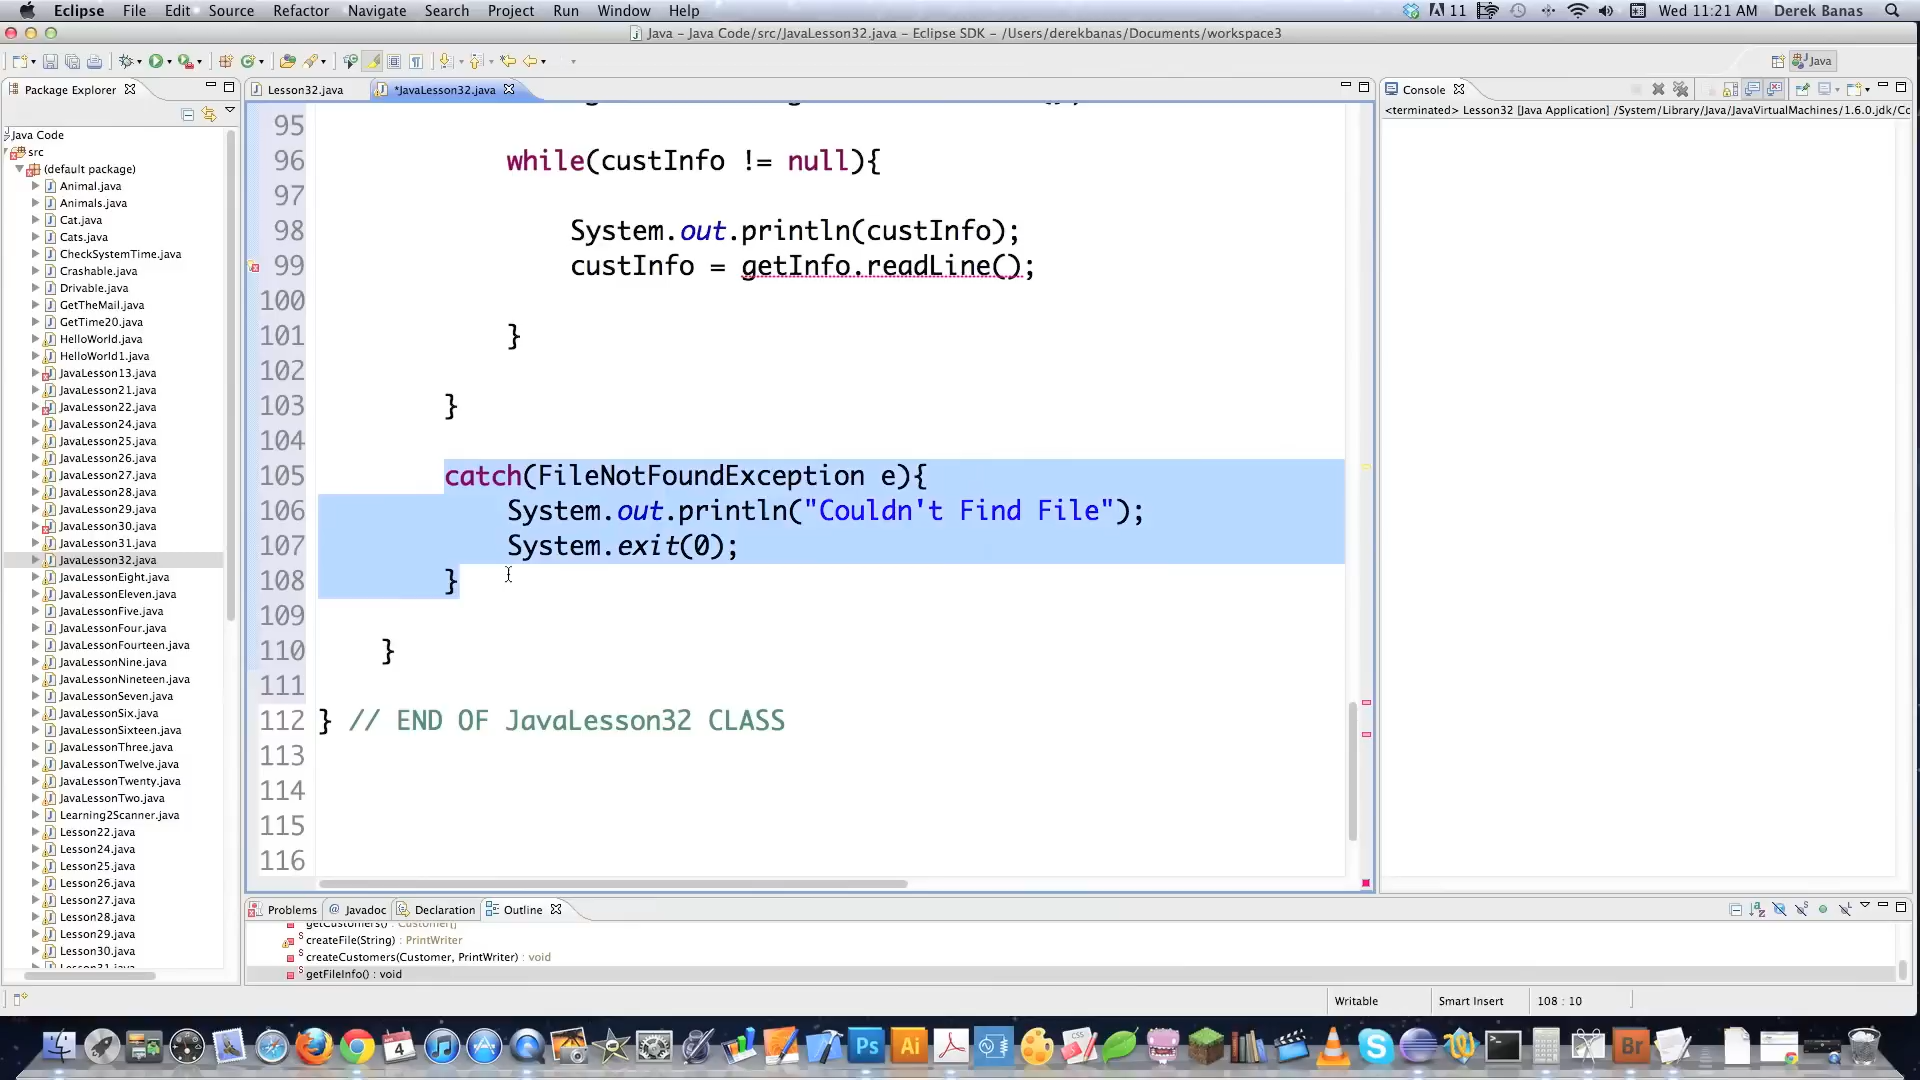 Eclipse File Edit Source Refactor Navigate Search Project Run Window Help 11 Wed 11:21 AM Derek Banas
Java - Java Code/src/JavaLesson32.java - Eclipse SDK - /Users/derekbanas/Documents/workspace3
Java
Package Explorer
Java Code
src
(default package)
Animal.java
Animals.java
Cat.java
Cats.java
CheckSystemTime.java
Crashable.java
Drivable.java
GetTheMail.java
GetTime20.java
HelloWorld.java
HelloWorld1.java
JavaLesson13.java
JavaLesson21.java
JavaLesson22.java
JavaLesson24.java
JavaLesson25.java
JavaLesson26.java
JavaLesson27.java
JavaLesson28.java
JavaLesson29.java
JavaLesson30.java
JavaLesson31.java
JavaLesson32.java
JavaLessonEight.java
JavaLessonEleven.java
JavaLessonFive.java
JavaLessonFour.java
JavaLessonFourteen.java
JavaLessonNine.java
JavaLessonNineteen.java
JavaLessonSeven.java
JavaLessonSix.java
JavaLessonSixteen.java
JavaLessonThree.java
JavaLessonTwelve.java
JavaLessonTwenty.java
JavaLessonTwo.java
Learning2Scanner.java
Lesson22.java
Lesson24.java
Lesson25.java
Lesson26.java
Lesson27.java
Lesson28.java
Lesson29.java
Lesson30.java
Lesson31.java
Lesson32.java *JavaLesson32.java
95
96 while(custInfo != null){
97
98 System.out.println(custInfo);
99 custInfo = getInfo.readLine();
100
101 }
102
103 }
104
105 catch(FileNotFoundException e){
106 System.out.println("Couldn't Find File");
107 System.exit(0);
108 }
109
110 }
111
112 } // END OF JavaLesson32 CLASS
113
114
115
116
Console
<terminated> Lesson32 [Java Application] /System/Library/Java/JavaVirtualMachines/1.6.0.jdk/Co
Problems @ Javadoc Declaration Outline
getCustomers() : Customer[]
createFile(String) : PrintWriter
createCustomers(Customer, PrintWriter) : void
getFileInfo() : void
Writable Smart Insert 108 : 10
4 Ps Ai Br